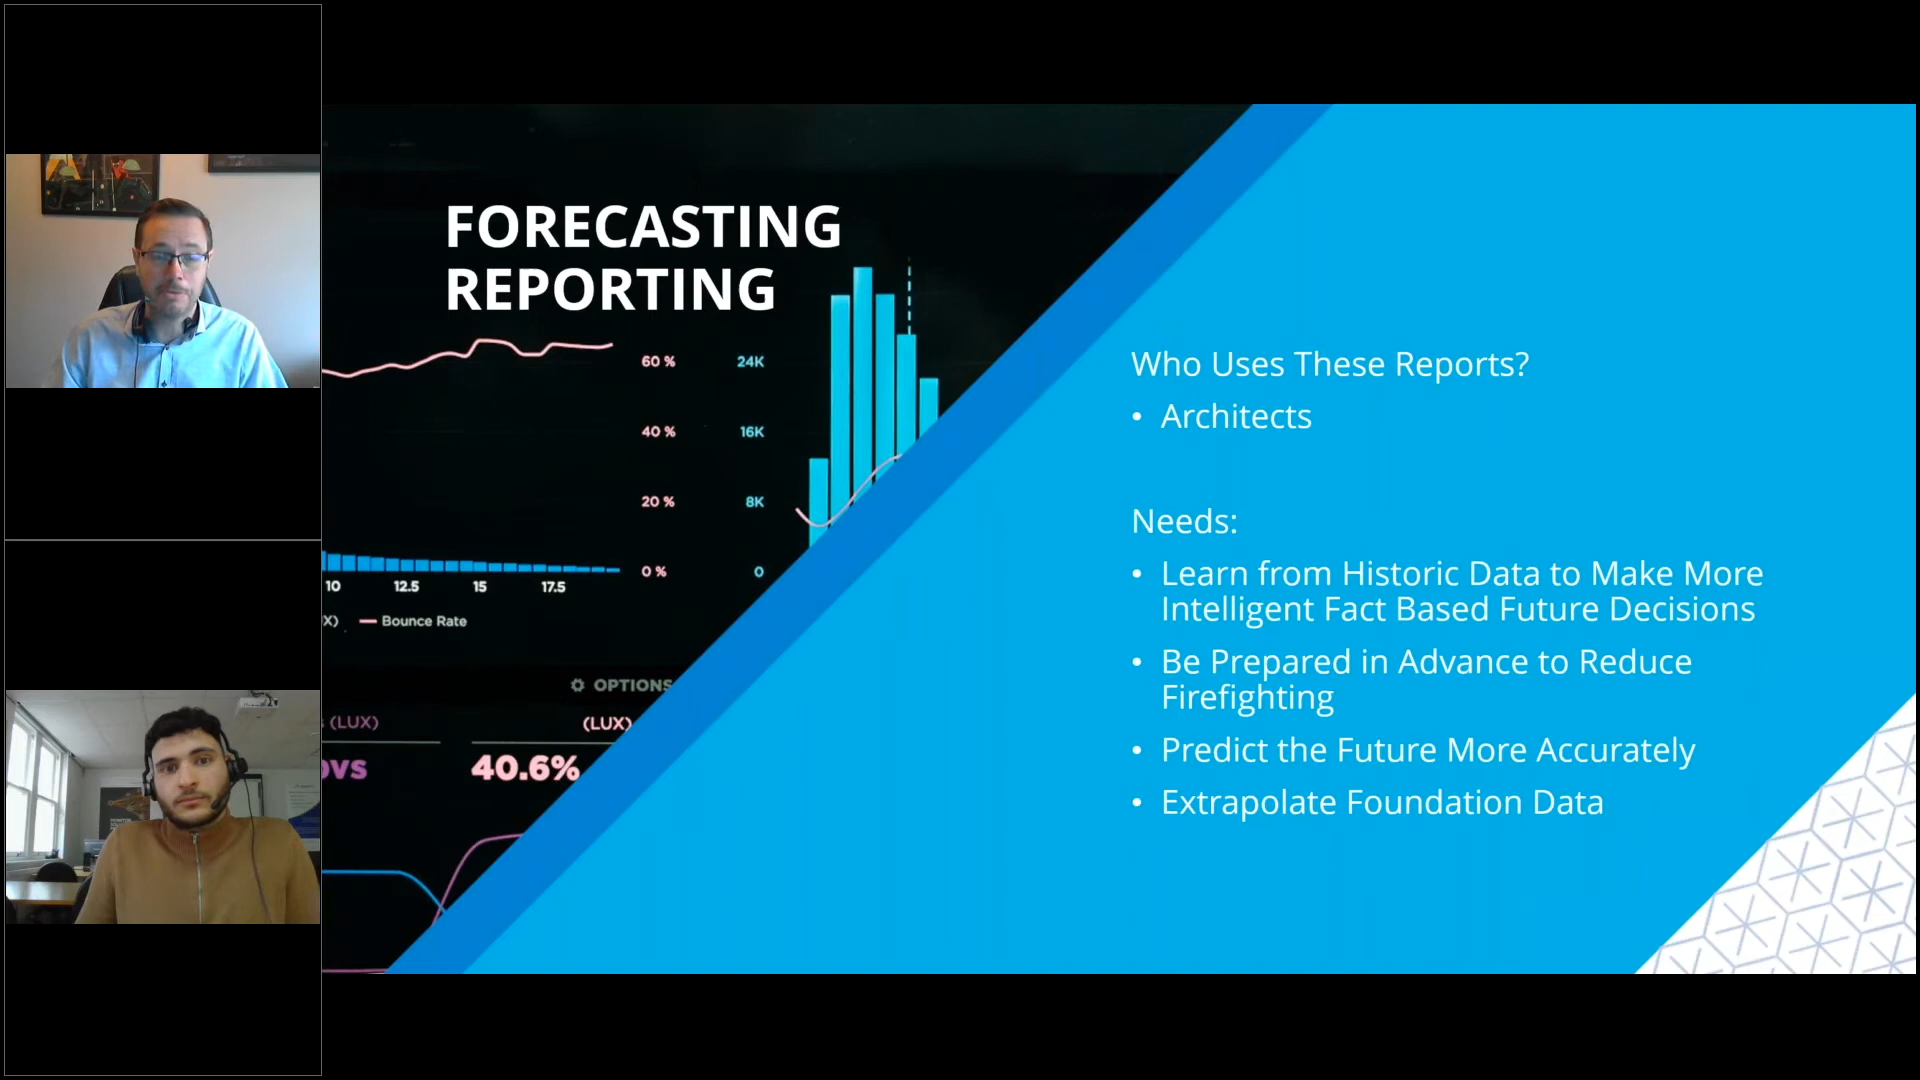 FORECASTING
REPORTING
60 %
24K
40 %
16K
20 %
8K
0 %
0
10
12.5
15
17.5
X)
Bounce Rate
OPTIONS
(LUX)
(LUX)
OVS
40.6%
Who Uses These Reports?
• Architects
Needs:
• Learn from Historic Data to Make More
Intelligent Fact Based Future Decisions
• Be Prepared in Advance to Reduce
Firefighting
• Predict the Future More Accurately
• Extrapolate Foundation Data